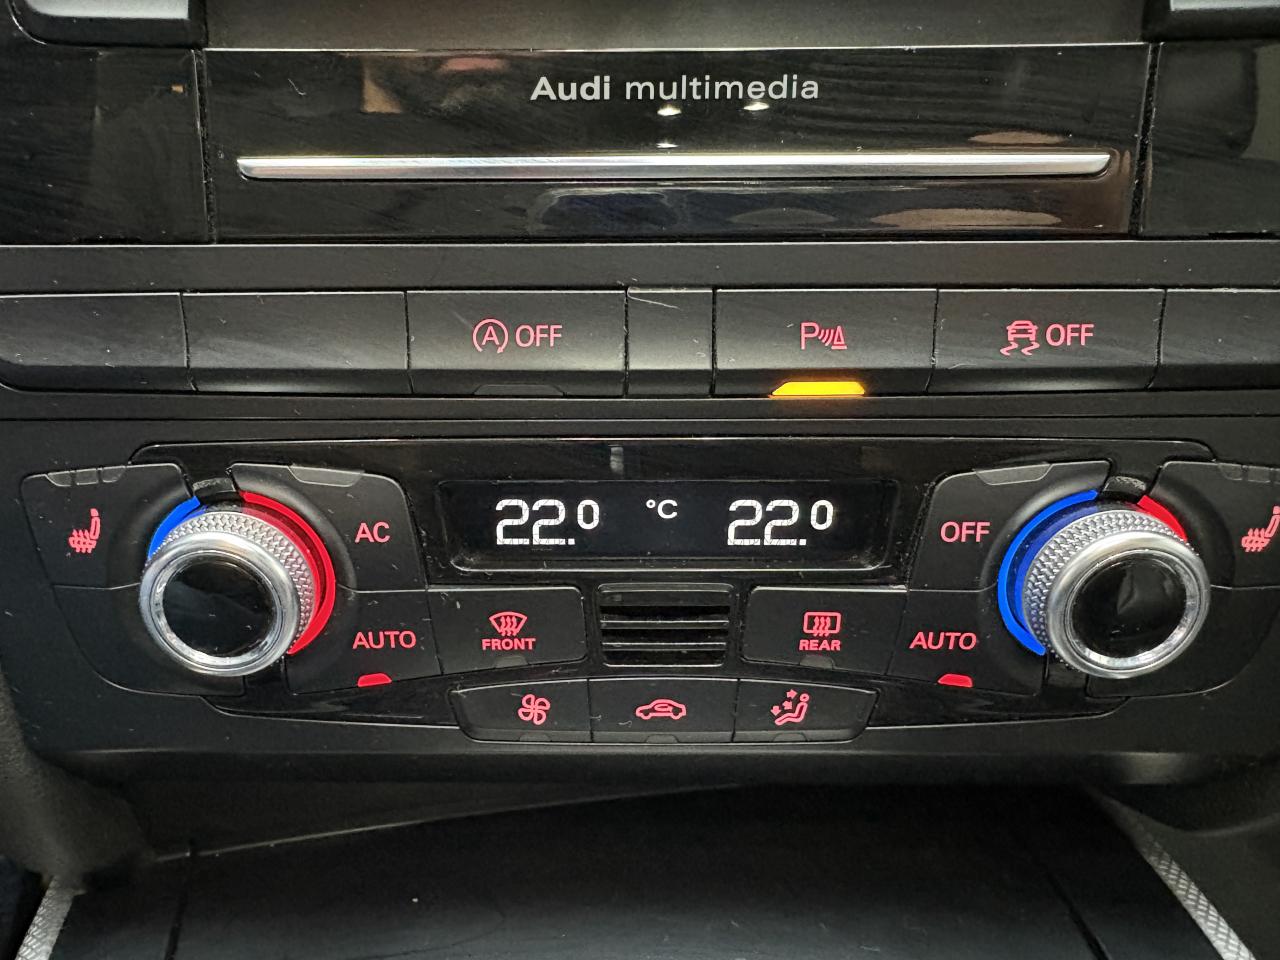 Audi multimedia
A OFF
P
OFF
22.0 °C 22.0
AC
OFF
AUTO
FRONT
REAR
AUTO